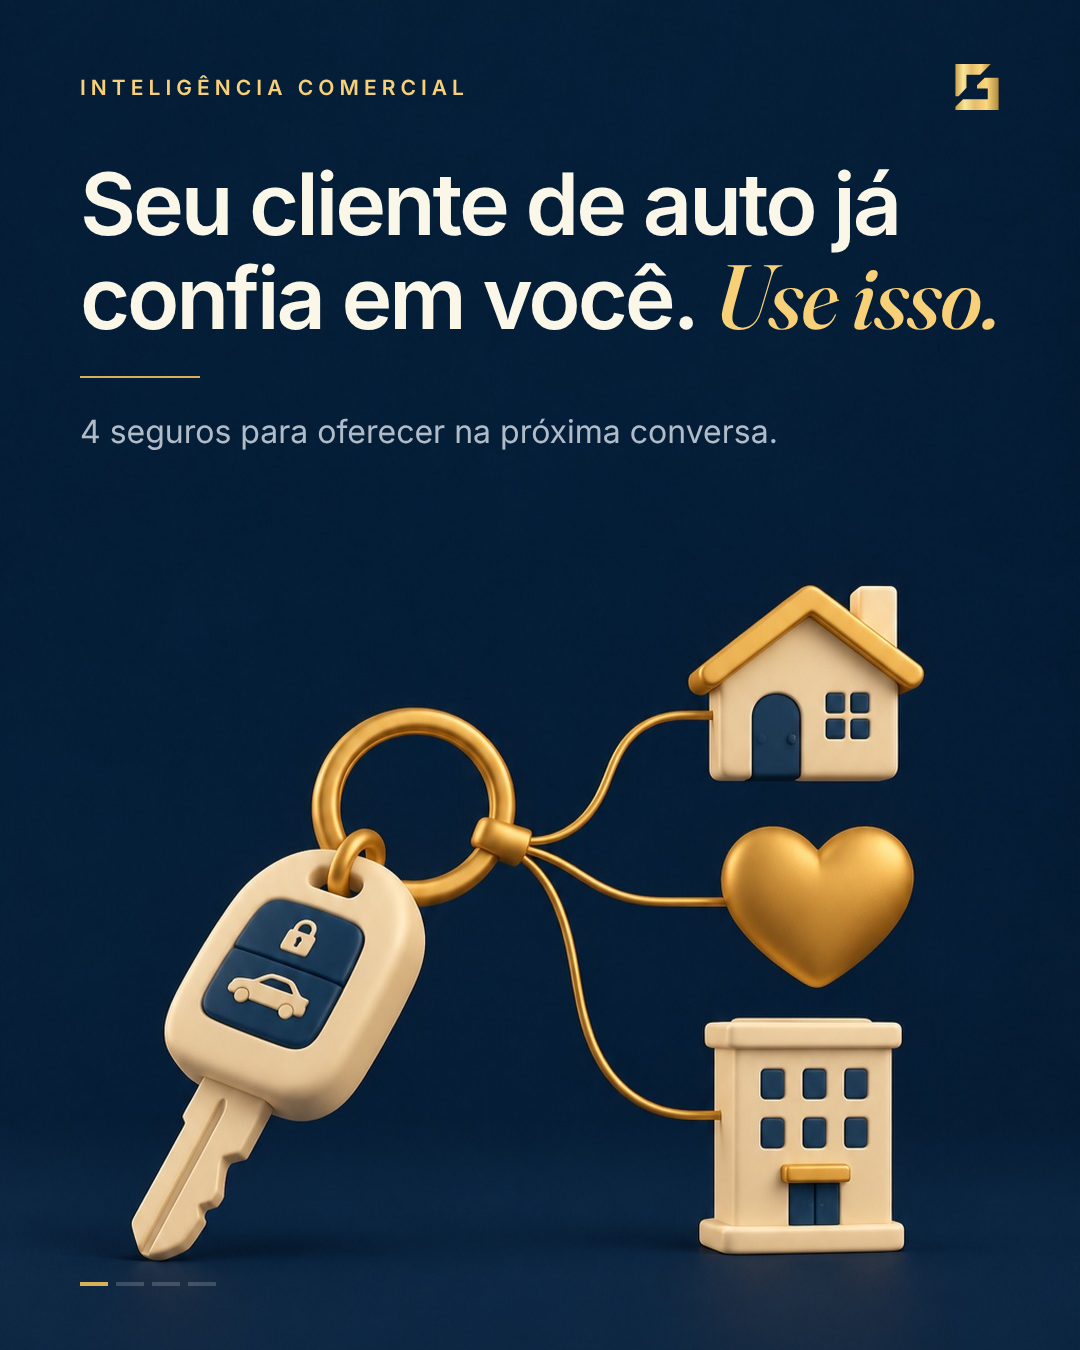 INTELIGÊNCIA COMERCIAL
Seu cliente de auto já
confia em você. Use isso.
4 seguros para oferecer na próxima conversa.